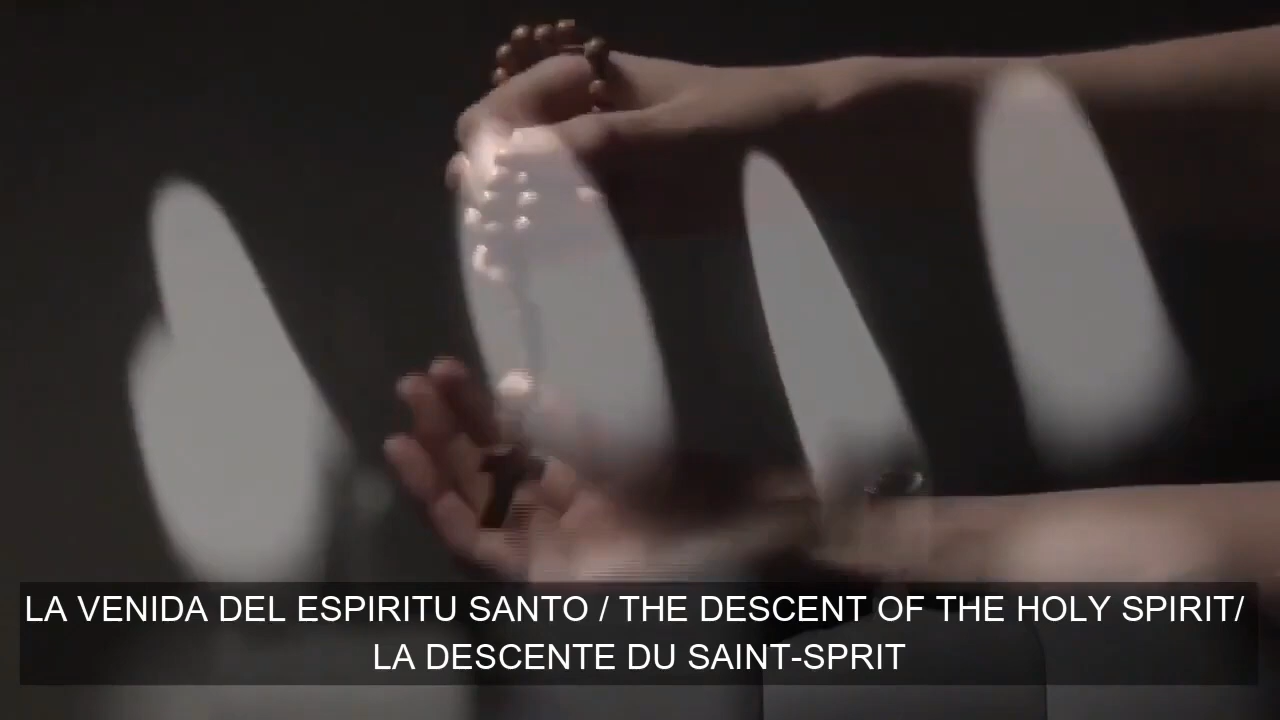 LA VENIDA DEL ESPIRITU SANTO / THE DESCENT OF THE HOLY SPIRIT/
LA DESCENTE DU SAINT-SPRIT